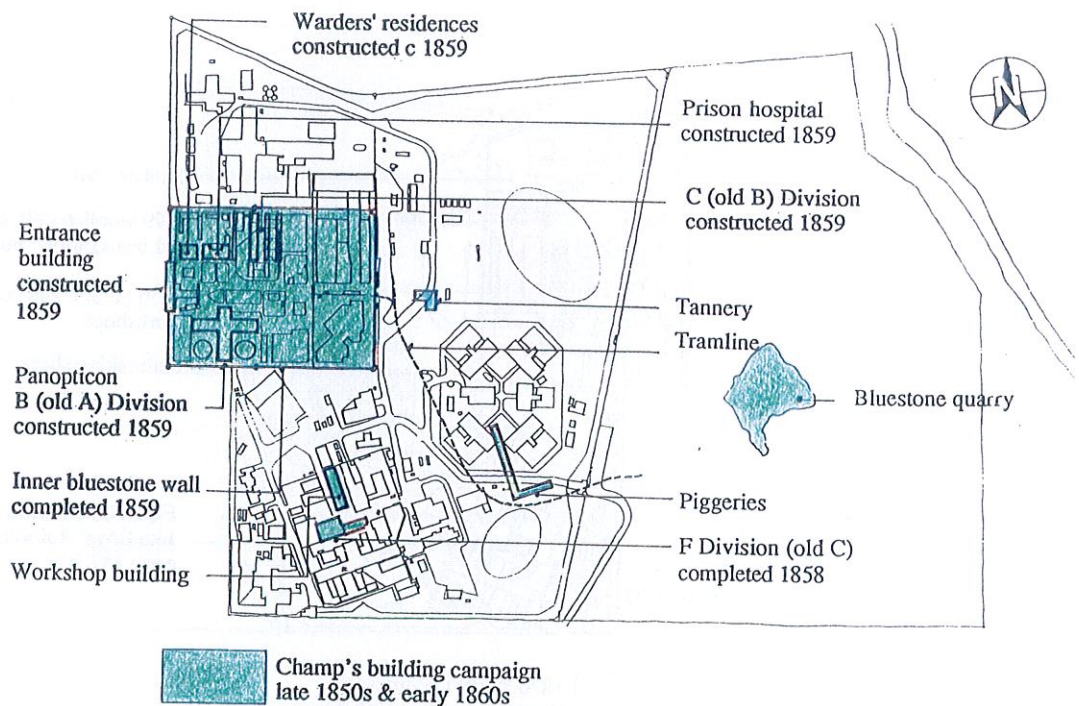 Warders' residences
constructed c 1859
N
Prison hospital
constructed 1859
C (old B) Division
constructed 1859
Entrance
building
constructed
1859
Tannery
Tramline
Panopticon
B (old A) Division
constructed 1859
Bluestone quarry
Inner bluestone wall
completed 1859
Piggeries
Workshop building
F Division (old C)
completed 1858
Champ's building campaign
late 1850s & early 1860s